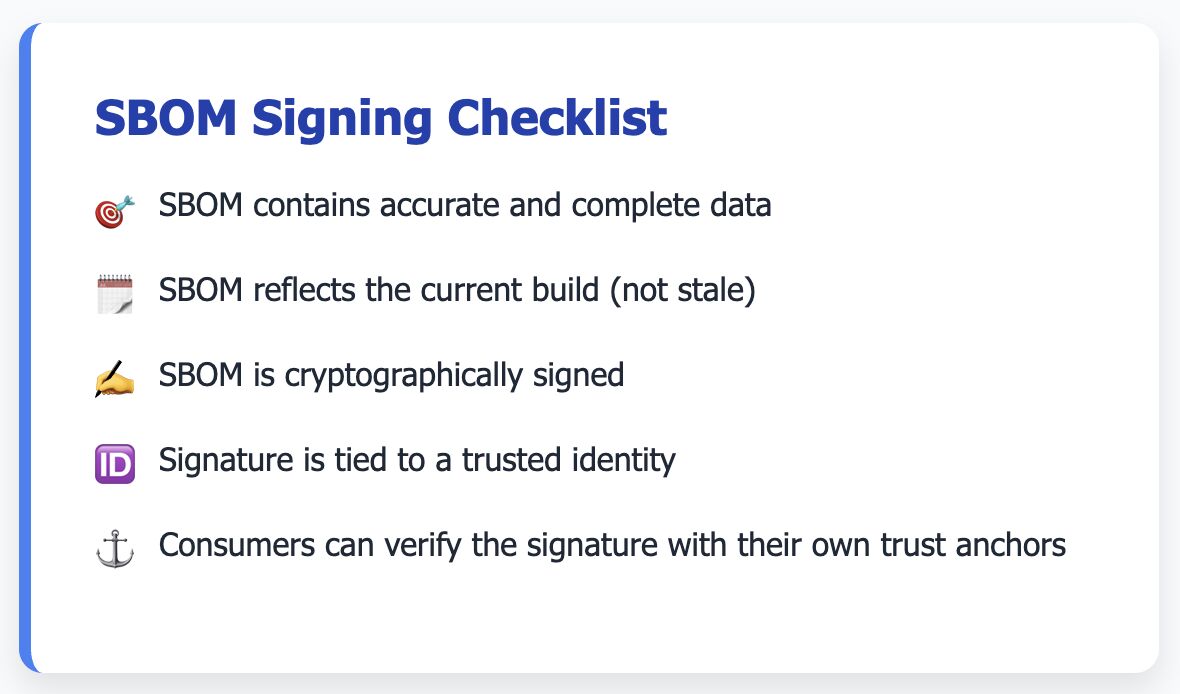 SBOM Signing Checklist
SBOM contains accurate and complete data
SBOM reflects the current build (not stale)
SBOM is cryptographically signed
ID Signature is tied to a trusted identity
Consumers can verify the signature with their own trust anchors